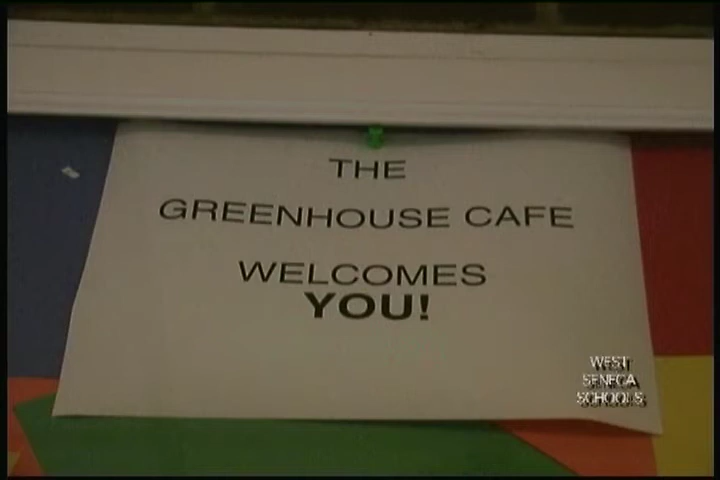 THE
GREENHOUSE CAFE
WELCOMES
YOU!
WEST
SENECA
SCHOOLS